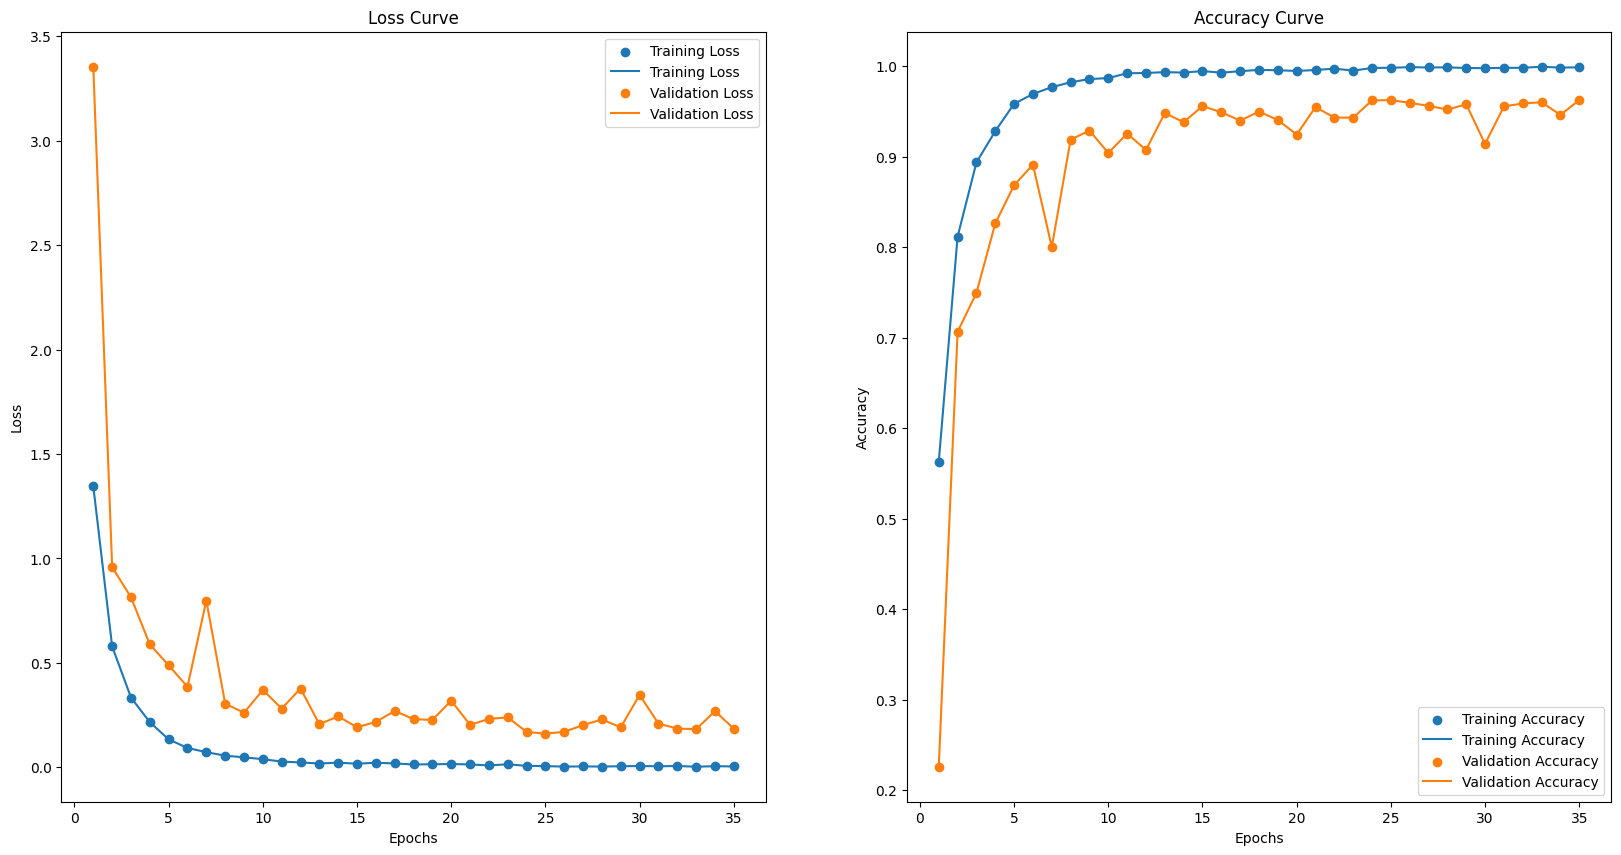 Loss Curve
3.5
3.0
2.5
2.0
1.5
1.0
0.5
0.0
Loss
0 5 10 15 20 25 30 35
Epochs
Training Loss
Training Loss
Validation Loss
Validation Loss
Accuracy Curve
1.0
0.9
0.8
0.7
0.6
0.5
0.4
0.3
0.2
Accuracy
0 5 10 15 20 25 30 35
Epochs
Training Accuracy
Training Accuracy
Validation Accuracy
Validation Accuracy